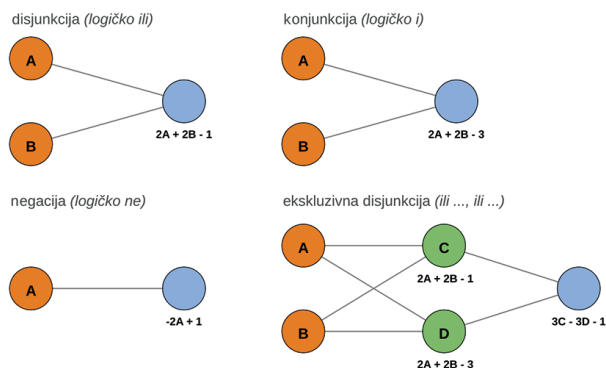 disjunkcija (logičko ili)
A
B
2A + 2B - 1
konjunkcija (logičko i)
A
B
2A + 2B - 3
negacija (logičko ne)
A
-2A + 1
ekskluzivna disjunkcija (ili ..., ili ...)
A
B
C
2A + 2B - 1
D
2A + 2B - 3
3C - 3D - 1